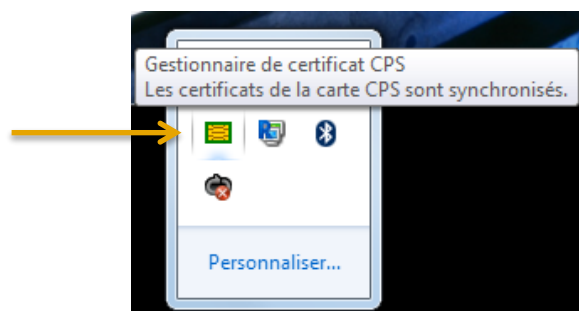 Gestionnaire de certificat CPS
Les certificats de la carte CPS sont synchronisés.
Personnaliser...